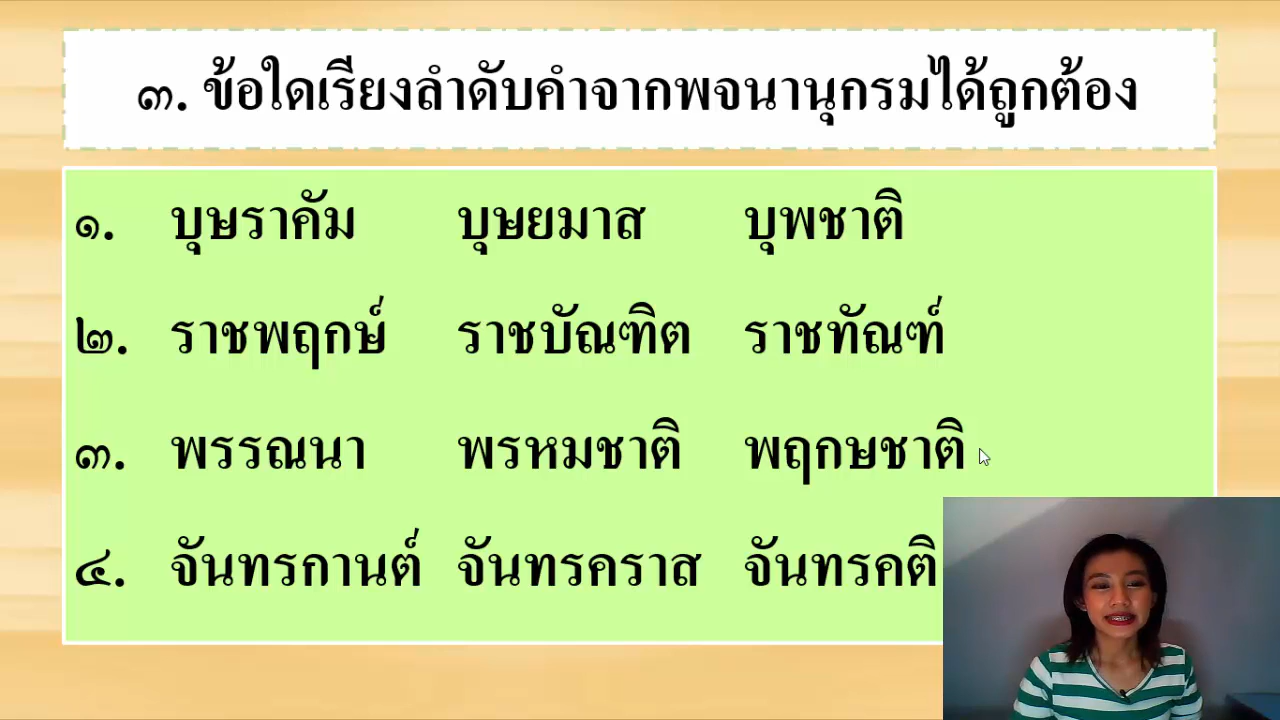 ๓. ข้อใดเรียงลำดับคำจากพจนานุกรมได้ถูกต้อง
๑. บุษราคัม บุษยมาส บุพชาติ
๒. ราชพฤกษ์ ราชบัณฑิต ราชทัณฑ์
๓. พรรณนา พรหมชาติ พฤกษชาติ
๔. จันทรกานต์ จันทรคราส จันทรคติ